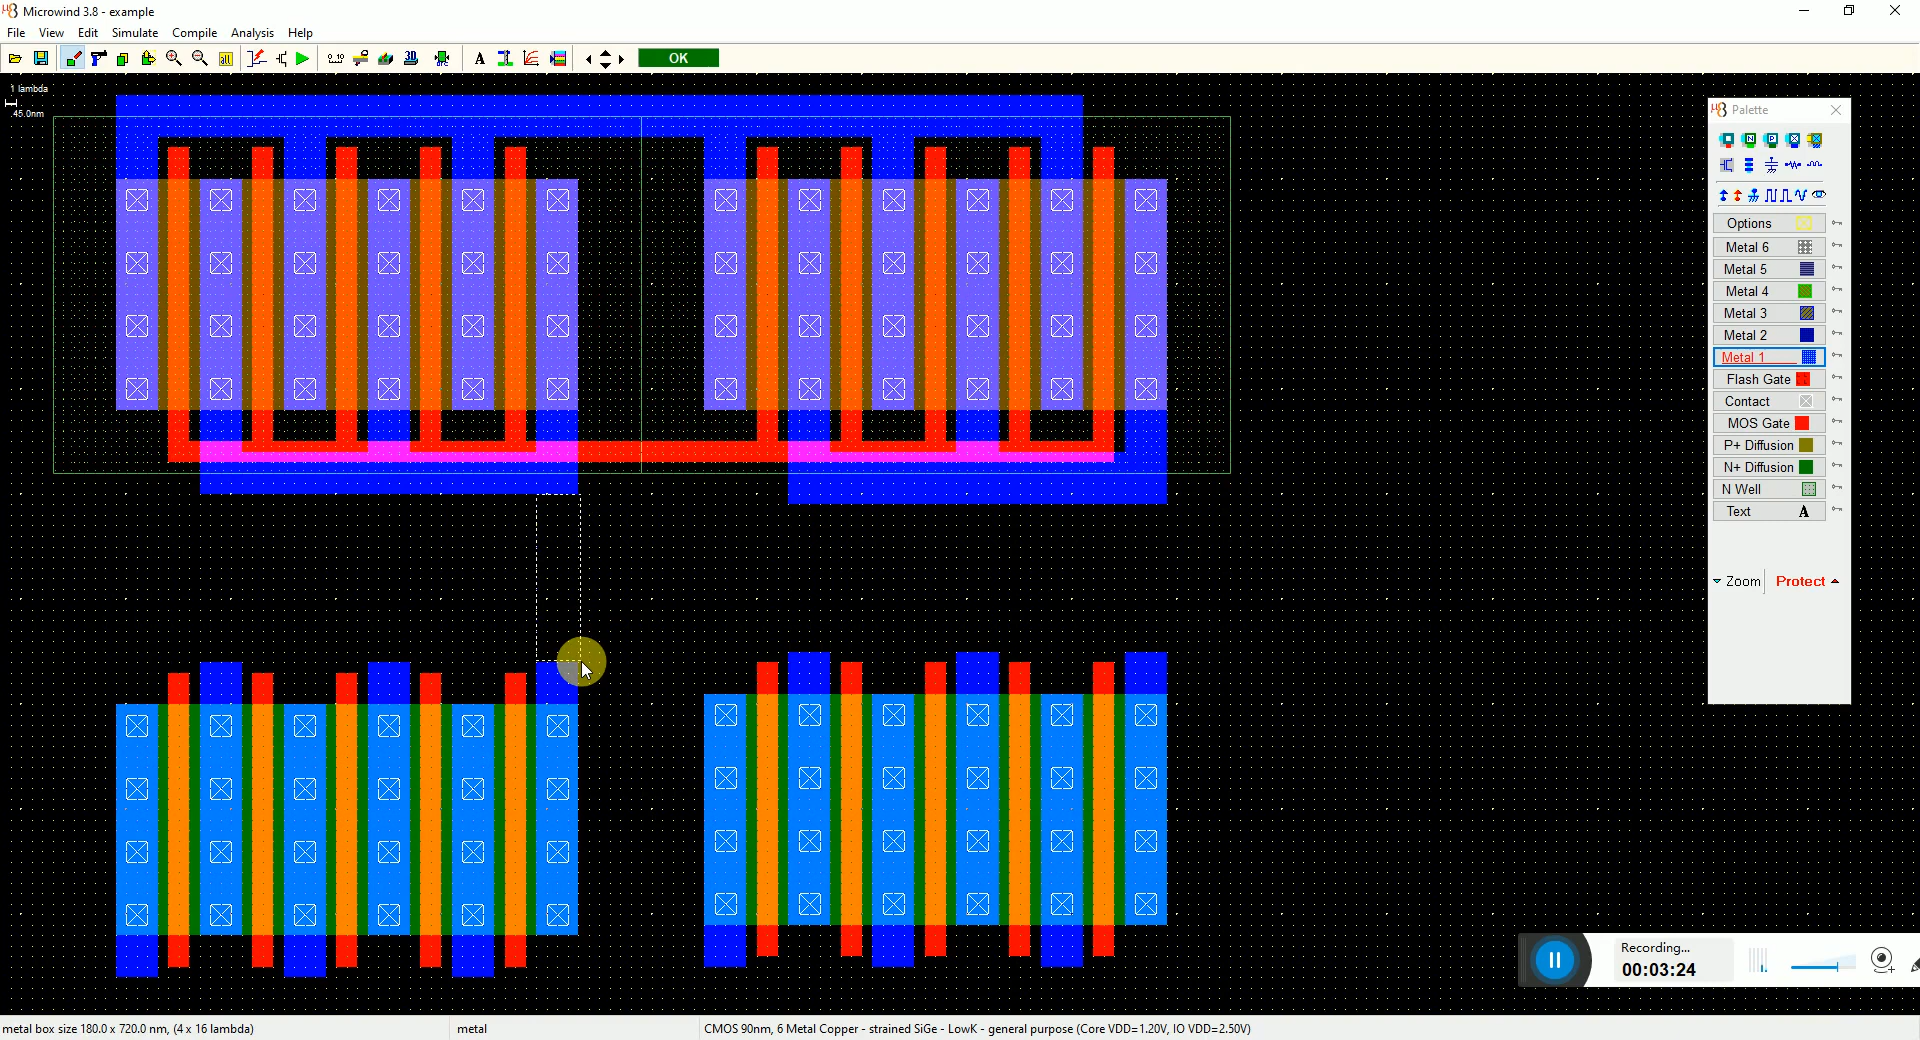 Microwind 3.8 - example
File View Edit Simulate Compile Analysis Help
A OK
1 lambda
45.0nm
Palette
Options
Metal 6
Metal 5
Metal 4
Metal 3
Metal 2
Metal 1
Flash Gate
Contact
MOS Gate
P+ Diffusion
N+ Diffusion
N Well
Text A
Zoom Protect
Recording...
00:03:24
metal box size 180.0 x 720.0 nm, (4 x 16 lambda) metal CMOS 90nm, 6 Metal Copper - strained SiGe - LowK - general purpose (Core VDD=1.20V, IO VDD=2.50V)